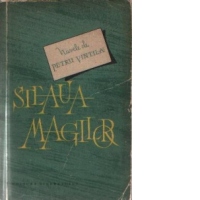 Nuvele de
PETRU VINTILA
STEAUA
MAGILOR